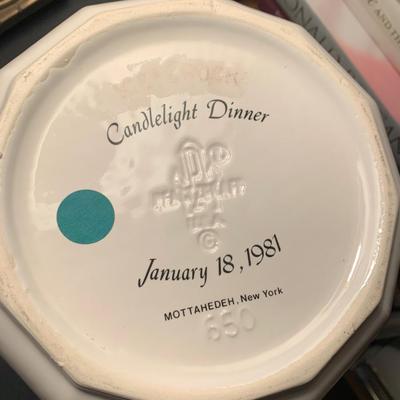 Candlelight Dinner
U.S.A.
©
January 18, 1981
MOTTAHEDEH, New York
650